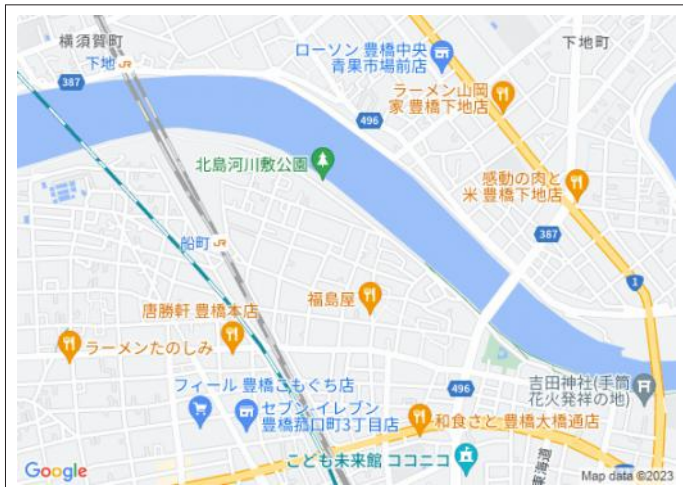 横須賀町
下地
387
ローソン 豊橋中央
青果市場前店
下地町
ラーメン山岡
家 豊橋下地店
496
北島河川敷公園
感動の肉と
米 豊橋下地店
387
船町
1
福島屋
唐勝軒 豊橋本店
ラーメンたのしみ
フィール 豊橋こもぐち店
496
吉田神社(手筒
花火発祥の地)
セブン-イレブン
豊橋菰口町3丁目店
和食さと 豊橋大橋通店
こども未来館 ココニコ
東海道
Google
Map data ©2023